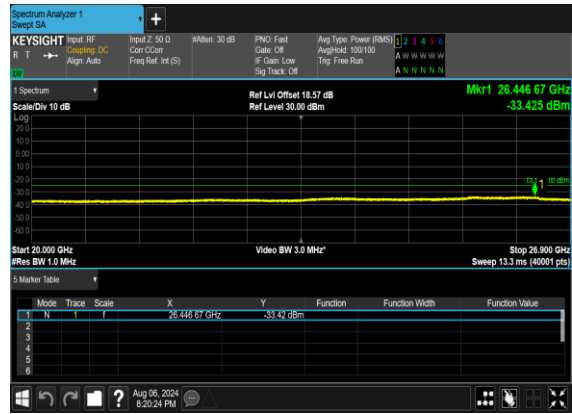 Spectrum Analyzer 1
Swept SA
+
KEYSIGHT Input: RF Input Z: 50 Ω #Atten: 30 dB PNO: Fast Avg Type: Power (RMS) 1 2 3 4 5 6
R T Coupling: DC Corr CCorr Gate: Off Avg|Hold: 100/100 A W W W W W
Align: Auto Freq Ref: Int (S) IF Gain: Low Trig: Free Run A N N N N N
Sig Track: Off
1 Spectrum Ref Lvl Offset 18.57 dB Mkr1 26.446 67 GHz
Scale/Div 10 dB Ref Level 30.00 dBm -33.425 dBm
Log
20.0
10.0
0.00
-10.0
-20.0
-30.0
-40.0
-50.0
-60.0
1
Start 20.000 GHz Video BW 3.0 MHz* Stop 26.900 GHz
#Res BW 1.0 MHz Sweep 13.3 ms (40001 pts)
5 Marker Table
Mode Trace Scale X Y Function Function Width Function Value
1 N 1 f 26.446 67 GHz -33.42 dBm
2
3
4
5
6
? Aug 06, 2024
8:20:24 PM